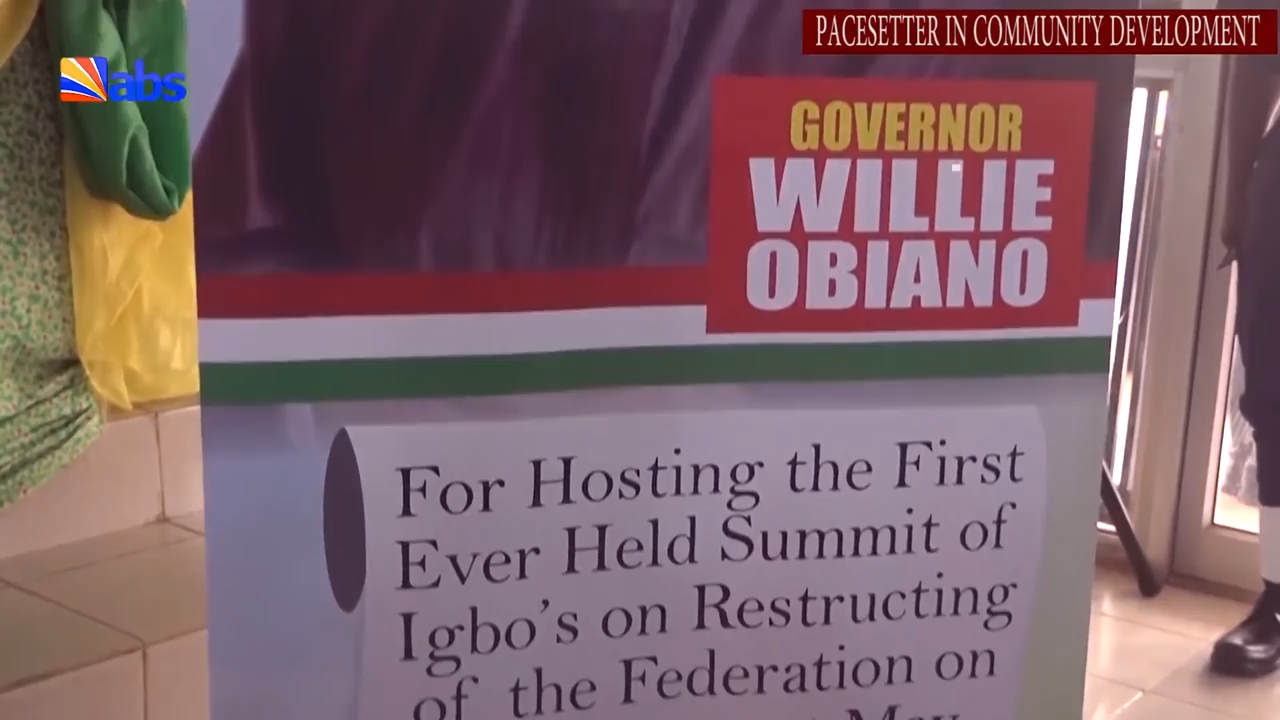 PACESETTER IN COMMUNITY DEVELOPMENT
abs
GOVERNOR
WILLIE
OBIANO
For Hosting the First
Ever Held Summit of
Igbo's on Restructing
of the Federation on
May